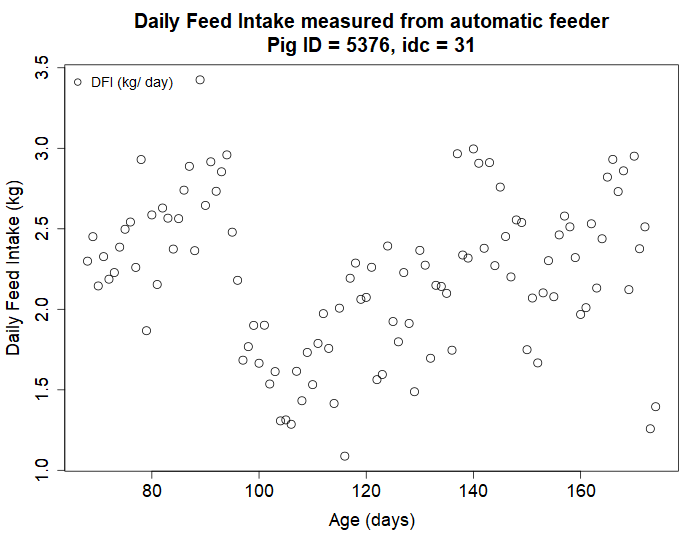 Daily Feed Intake measured from automatic feeder
Pig ID = 5376, idc = 31
DFI (kg/ day)
Daily Feed Intake (kg)
3.5
3.0
2.5
2.0
1.5
1.0
80 100 120 140 160
Age (days)